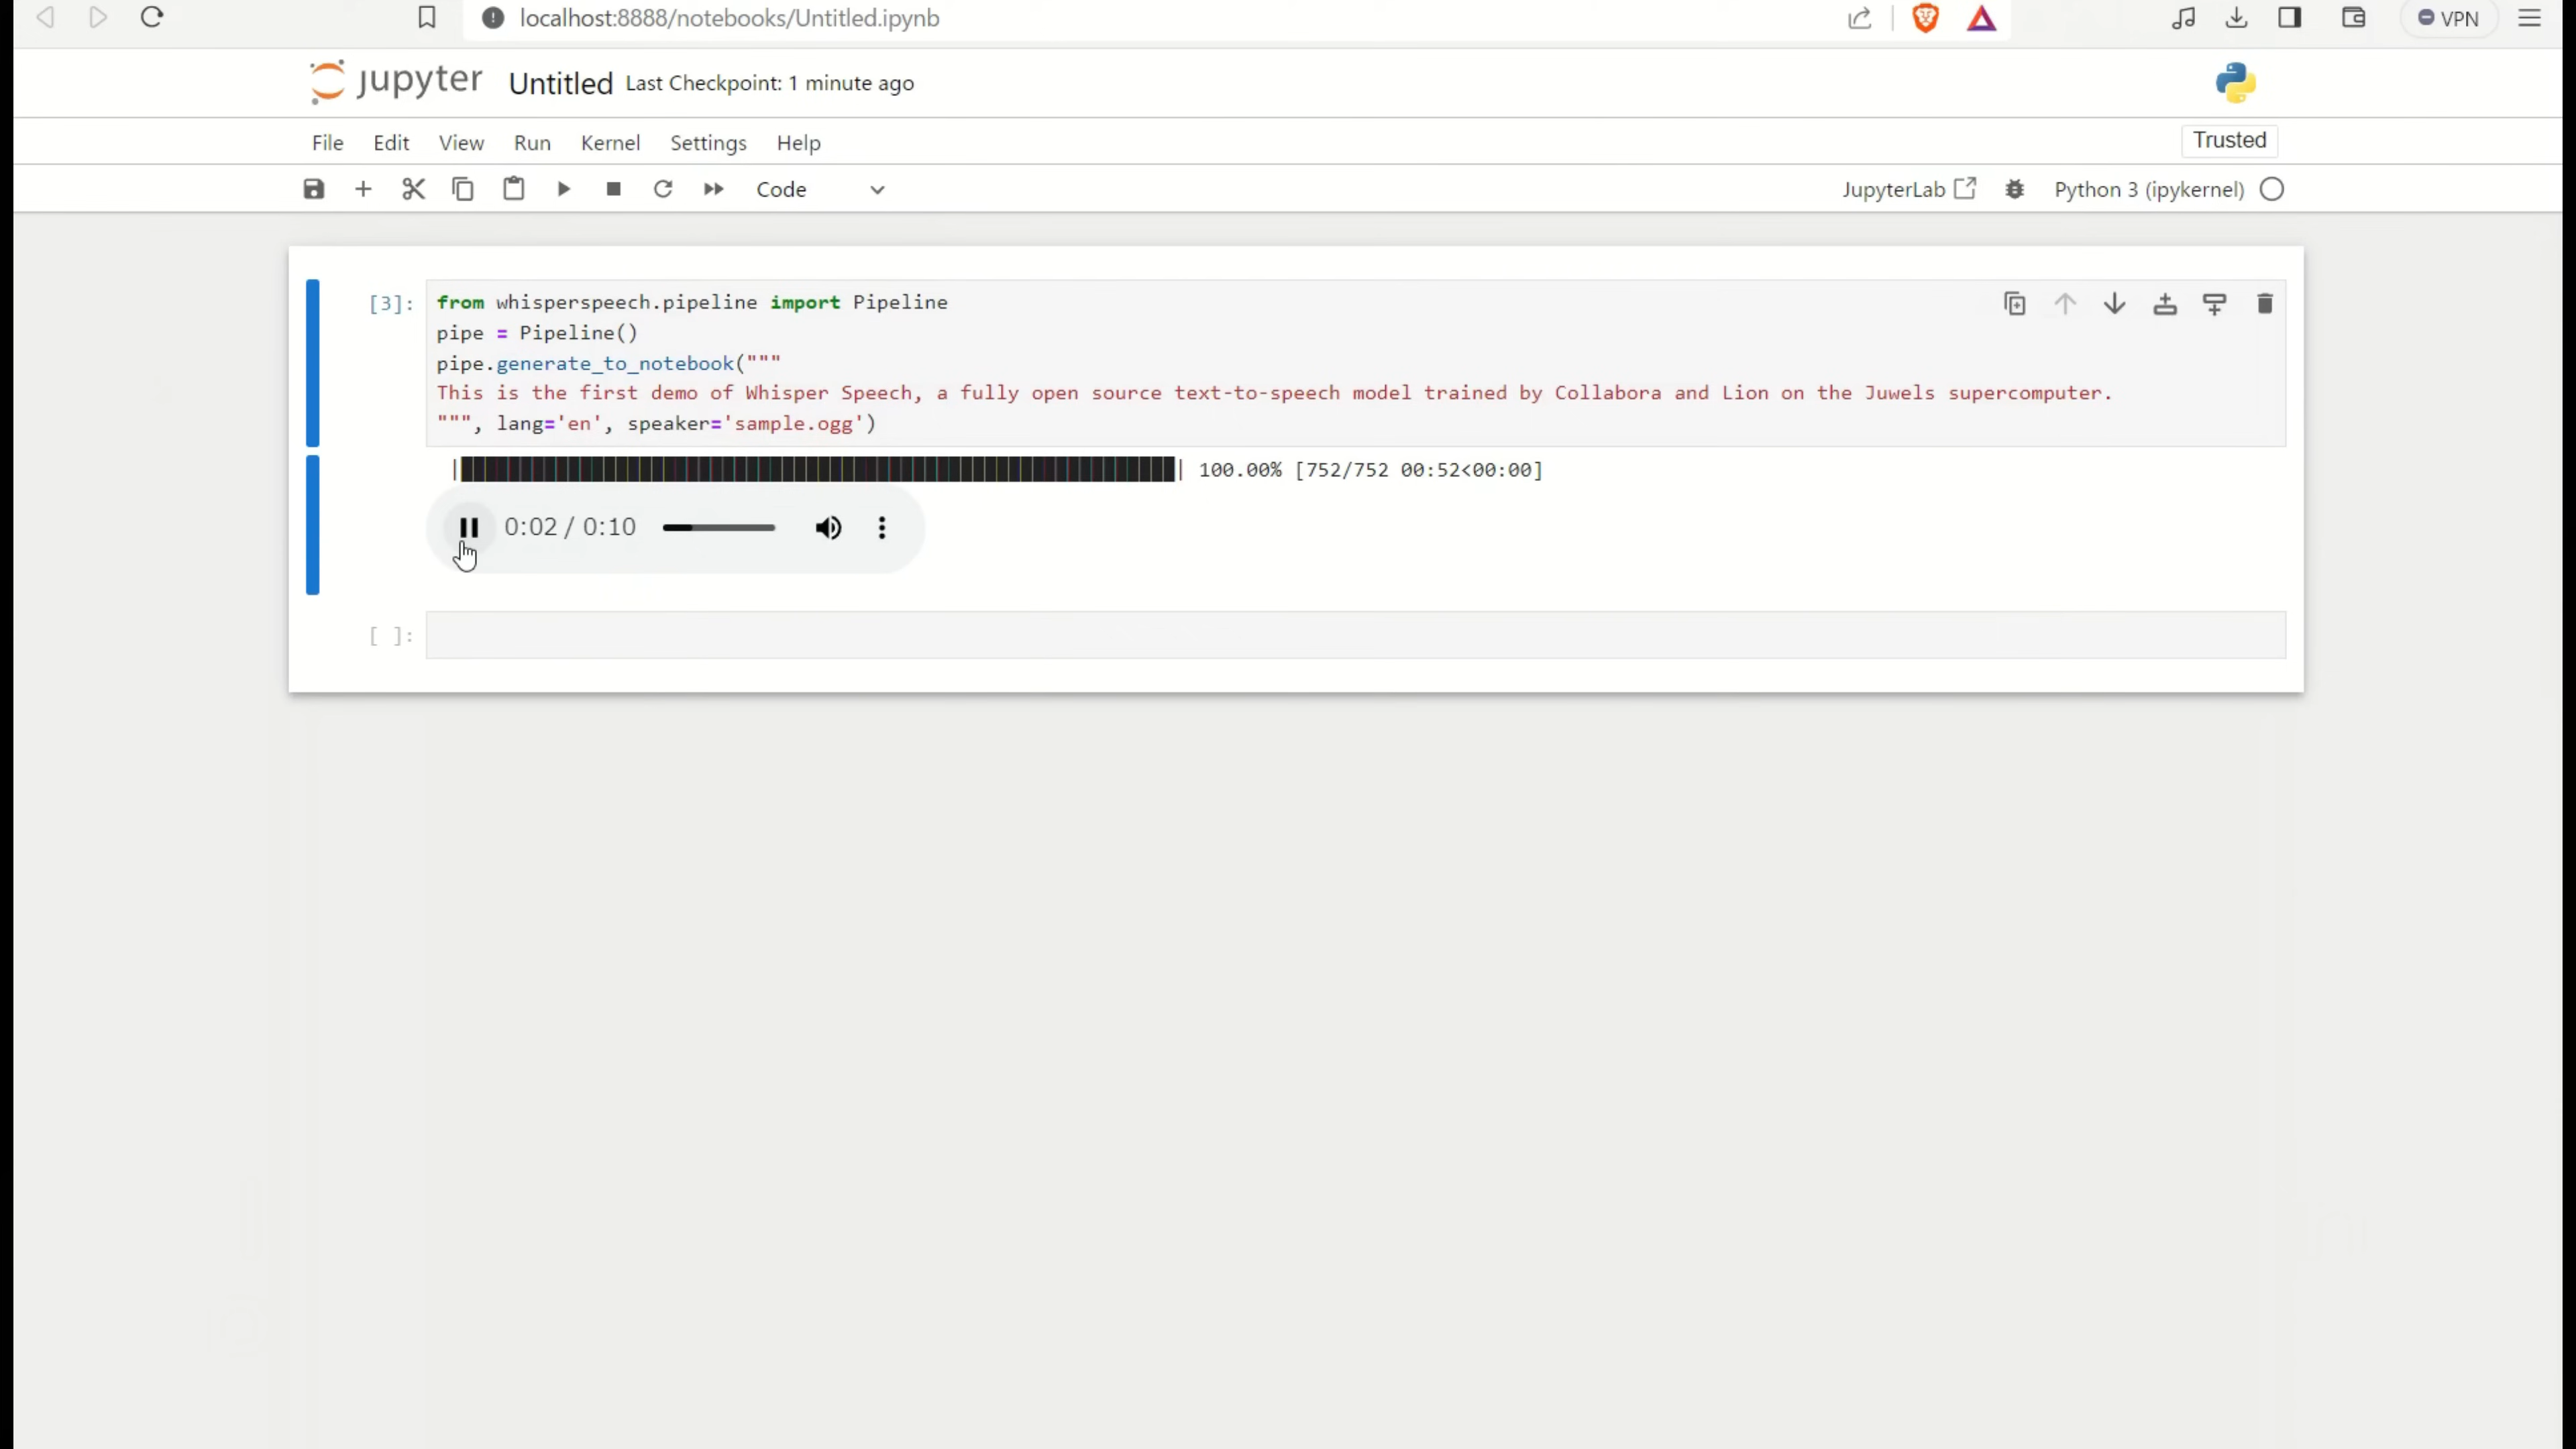 localhost:8888/notebooks/Untitled.ipynb
VPN
jupyter Untitled Last Checkpoint: 1 minute ago
File Edit View Run Kernel Settings Help
Trusted
Code
JupyterLab
Python 3 (ipykernel)
[3]: from whisperspeech.pipeline import Pipeline
pipe = Pipeline()
pipe.generate_to_notebook("""
This is the first demo of Whisper Speech, a fully open source text-to-speech model trained by Collabora and Lion on the Juwels supercomputer.
""", lang='en', speaker='sample.ogg')
100.00% [752/752 00:52<00:00]
0:02 / 0:10
[ ]: